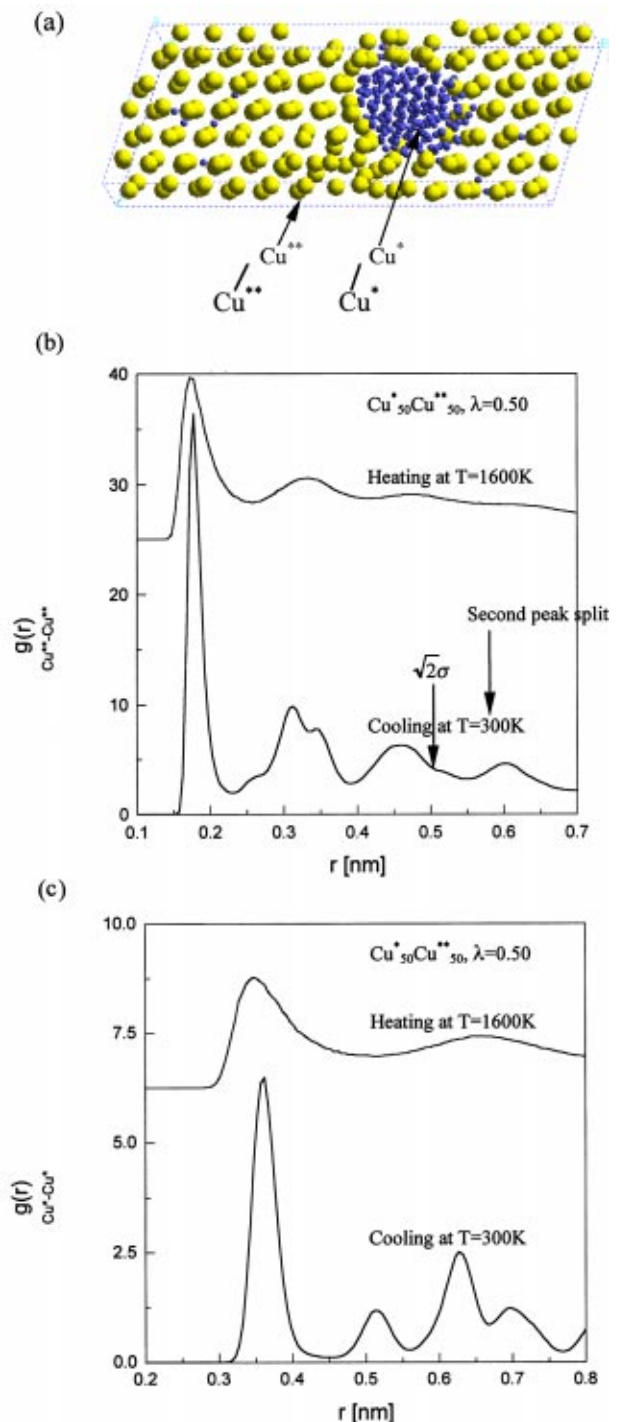 (a)
Cu** Cu*
Cu** Cu*
(b)
40
30
20
10
0
g(r)
Cu**-Cu**
Cu*50Cu**50, λ=0.50
Heating at T=1600K
Second peak split
√2σ
Cooling at T=300K
0.1 0.2 0.3 0.4 0.5 0.6 0.7
r [nm]
(c)
10.0
7.5
5.0
2.5
0.0
g(r)
Cu*-Cu*
Cu*50Cu**50, λ=0.50
Heating at T=1600K
Cooling at T=300K
0.2 0.3 0.4 0.5 0.6 0.7 0.8
r [nm]